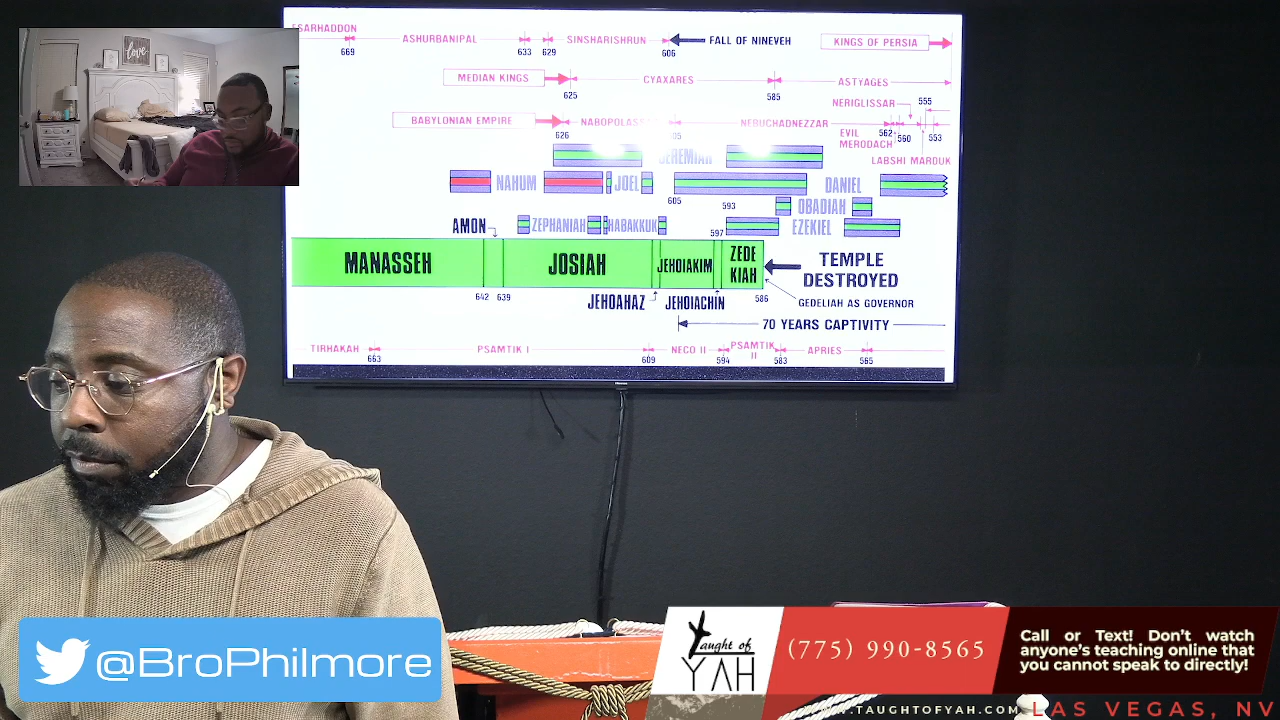 ESARHADDON
669
ASHURBANIPAL
633
629
SINSHARISHKUN
606
FALL OF NINEVEH
KINGS OF PERSIA
MEDIAN KINGS
625
CYAXARES
585
ASTYAGES
BABYLONIAN EMPIRE
626
NEBUCHADNEZZAR
NERIGLISSAR
555
562
560
553
EVIL
MERODACH
LABSHI MARDUK
JEREMIAH
NAHUM
JOEL
605
593
DANIEL
OBADIAH
AMON
ZEPHANIAH
HABAKKUK
597
EZEKIEL
MANASSEH
JOSIAH
JEHOIAKIM
ZEDE
KIAH
TEMPLE
DESTROYED
642
639
JEHOAHAZ
JEHOIACHIN
586
GEDELIAH AS GOVERNOR
70 YEARS CAPTIVITY
TIRHAKAH
663
PSAMTIK I
609
NECO II
594
PSAMTIK
II
583
APRIES
565
Hisense
love
@BroPhilmore
Taught of
YAH
(775) 990-8565
Call or Text! Don't watch
anyone's teaching online that
you cannot speak to directly!
WWW.TAUGHTOFYAH.COM
LAS VEGAS, NV